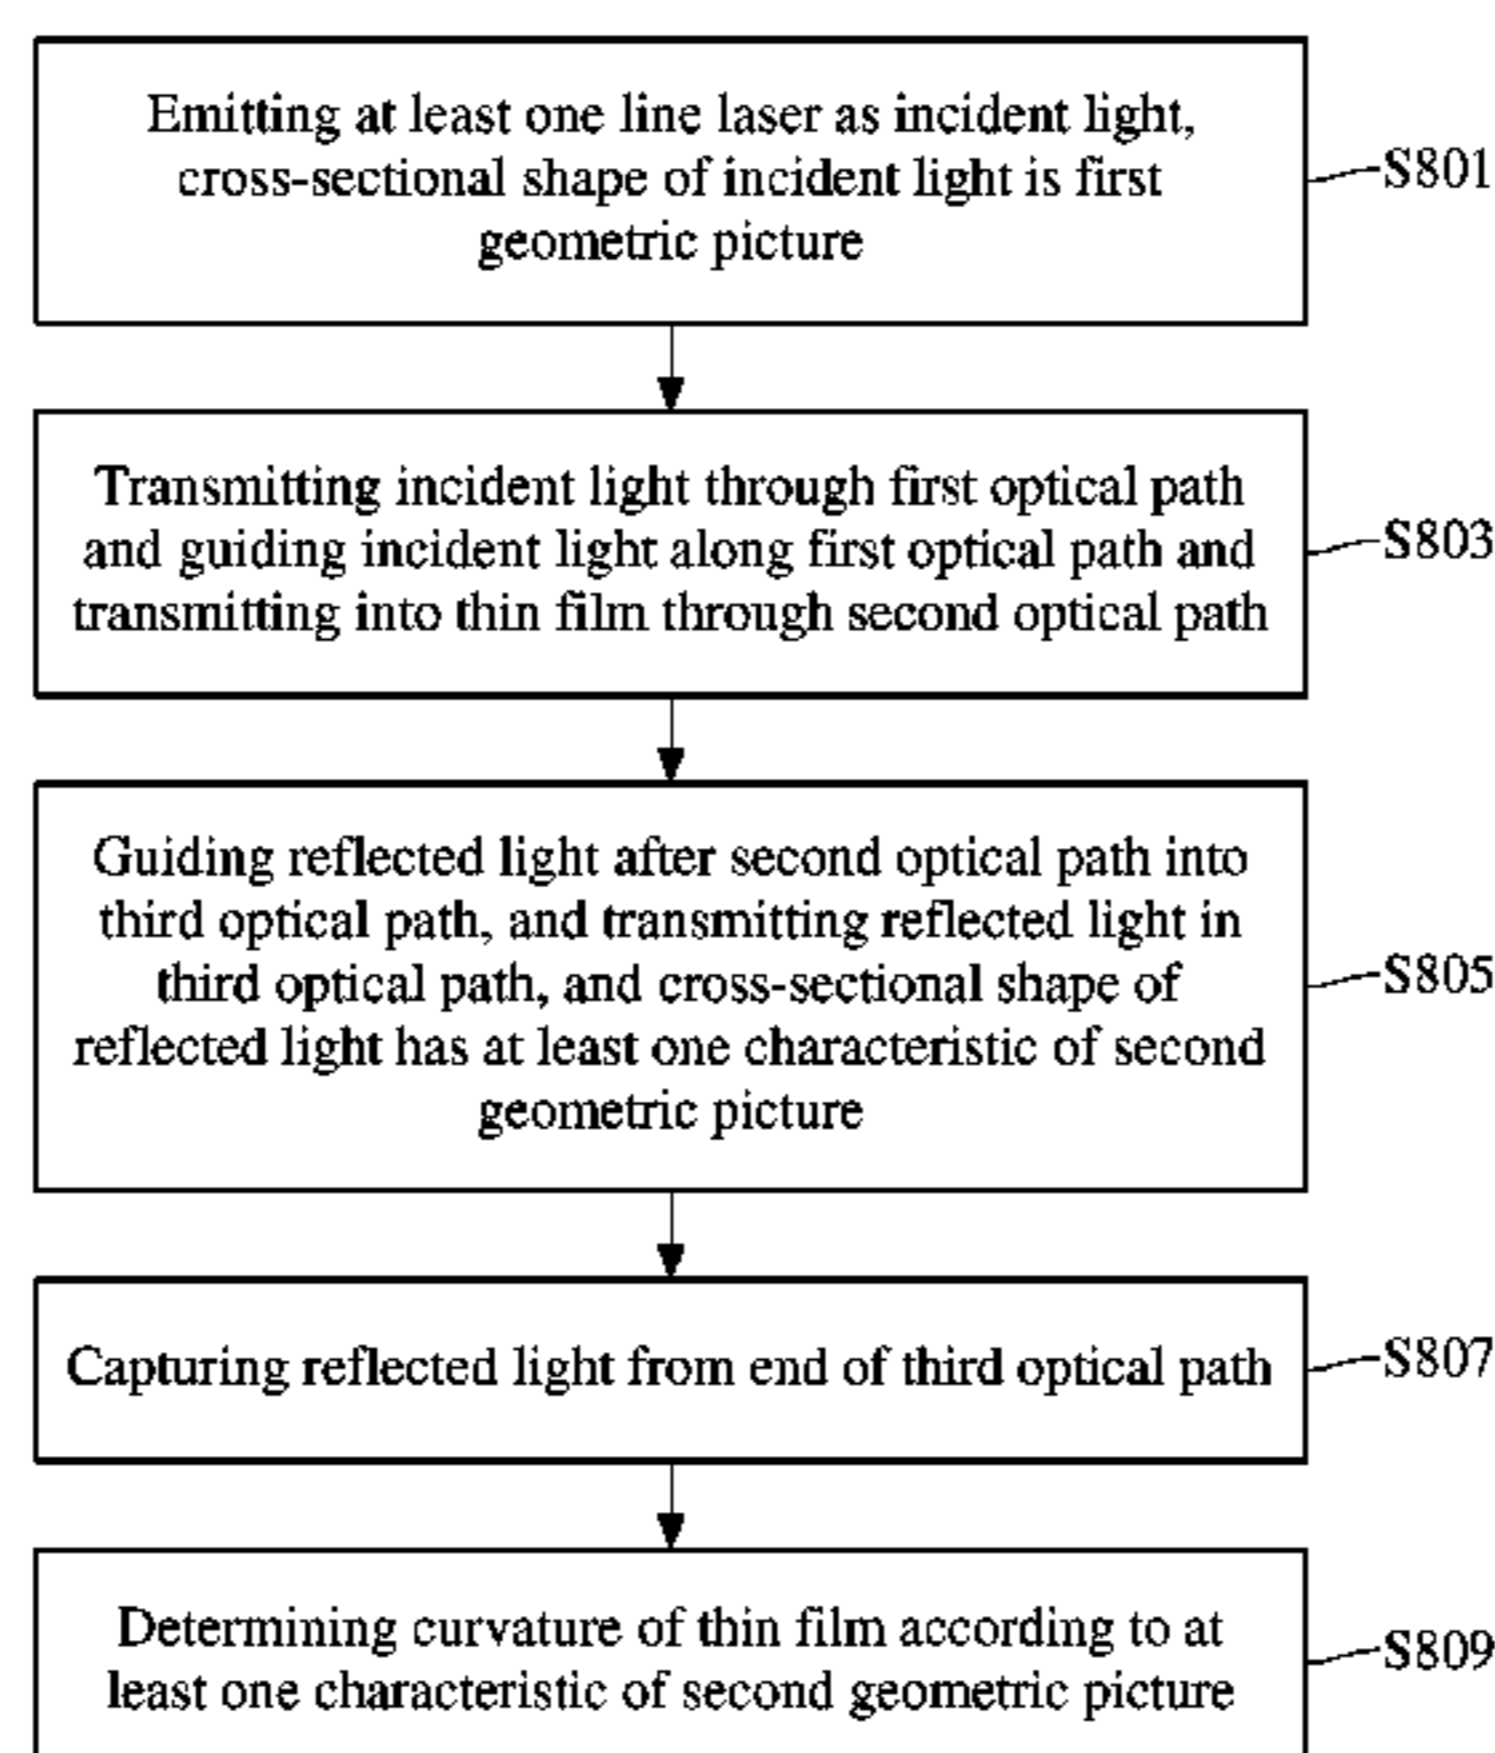 Emitting at least one line laser as incident light,
cross-sectional shape of incident light is first
geometric picture
S801
Transmitting incident light through first optical path
and guiding incident light along first optical path and
transmitting into thin film through second optical path
S803
Guiding reflected light after second optical path into
third optical path, and transmitting reflected light in
third optical path, and cross-sectional shape of
reflected light has at least one characteristic of second
geometric picture
S805
Capturing reflected light from end of third optical path
S807
Determining curvature of thin film according to at
least one characteristic of second geometric picture
S809